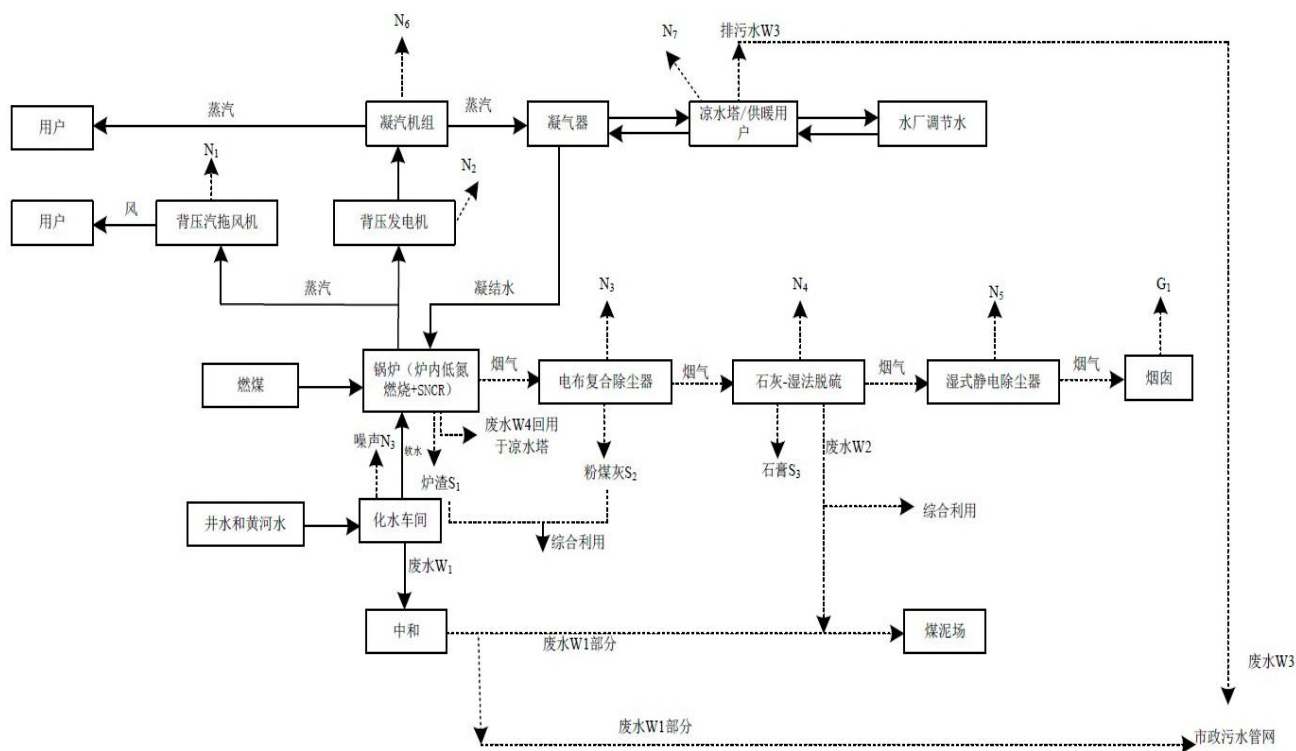 N6
N7
排污水W3
用户
蒸汽
凝汽机组
蒸汽
凝气器
凉水塔/供暖用
户
水厂调节水
N1
N2
用户
风
背压汽拖风机
背压发电机
蒸汽
凝结水
N3
N4
N5
G1
燃煤
锅炉（炉内低氮
燃烧+SNCR）
烟气
电布复合除尘器
烟气
石灰-湿法脱硫
烟气
湿式静电除尘器
烟气
烟囱
噪声N3
软水
废水W4回用
于凉水塔
炉渣S1
粉煤灰S2
石膏S3
废水W2
井水和黄河水
化水车间
综合利用
综合利用
废水W1
中和
废水W1部分
煤泥场
废水W3
废水W1部分
市政污水管网